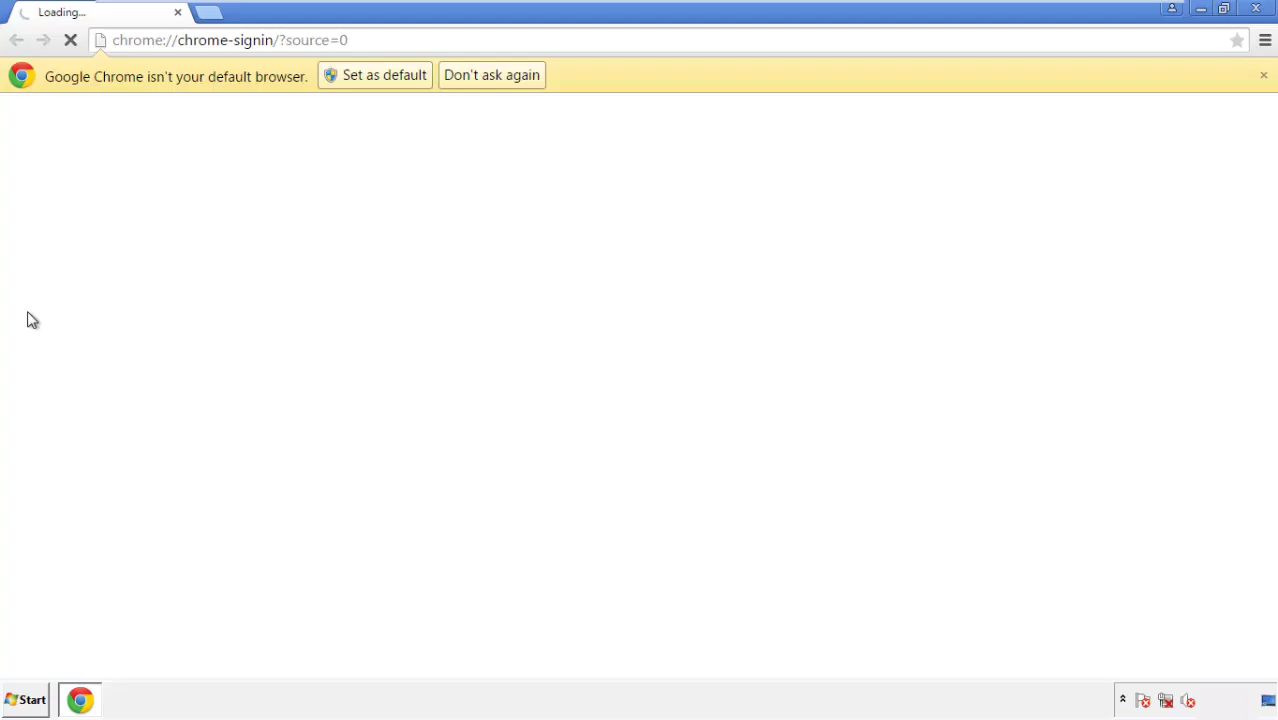 Loading...
chrome://chrome-signin/?source=0
Google Chrome isn't your default browser. Set as default Don't ask again
Start